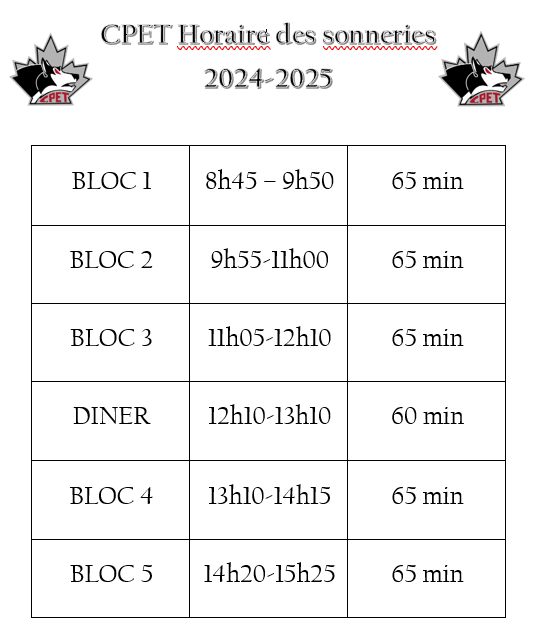 CPET Horaire des sonneries
2024-2025
CPET
CPET
BLOC 1 8h45 – 9h50 65 min
BLOC 2 9h55-11h00 65 min
BLOC 3 11h05-12h10 65 min
DINER 12h10-13h10 60 min
BLOC 4 13h10-14h15 65 min
BLOC 5 14h20-15h25 65 min